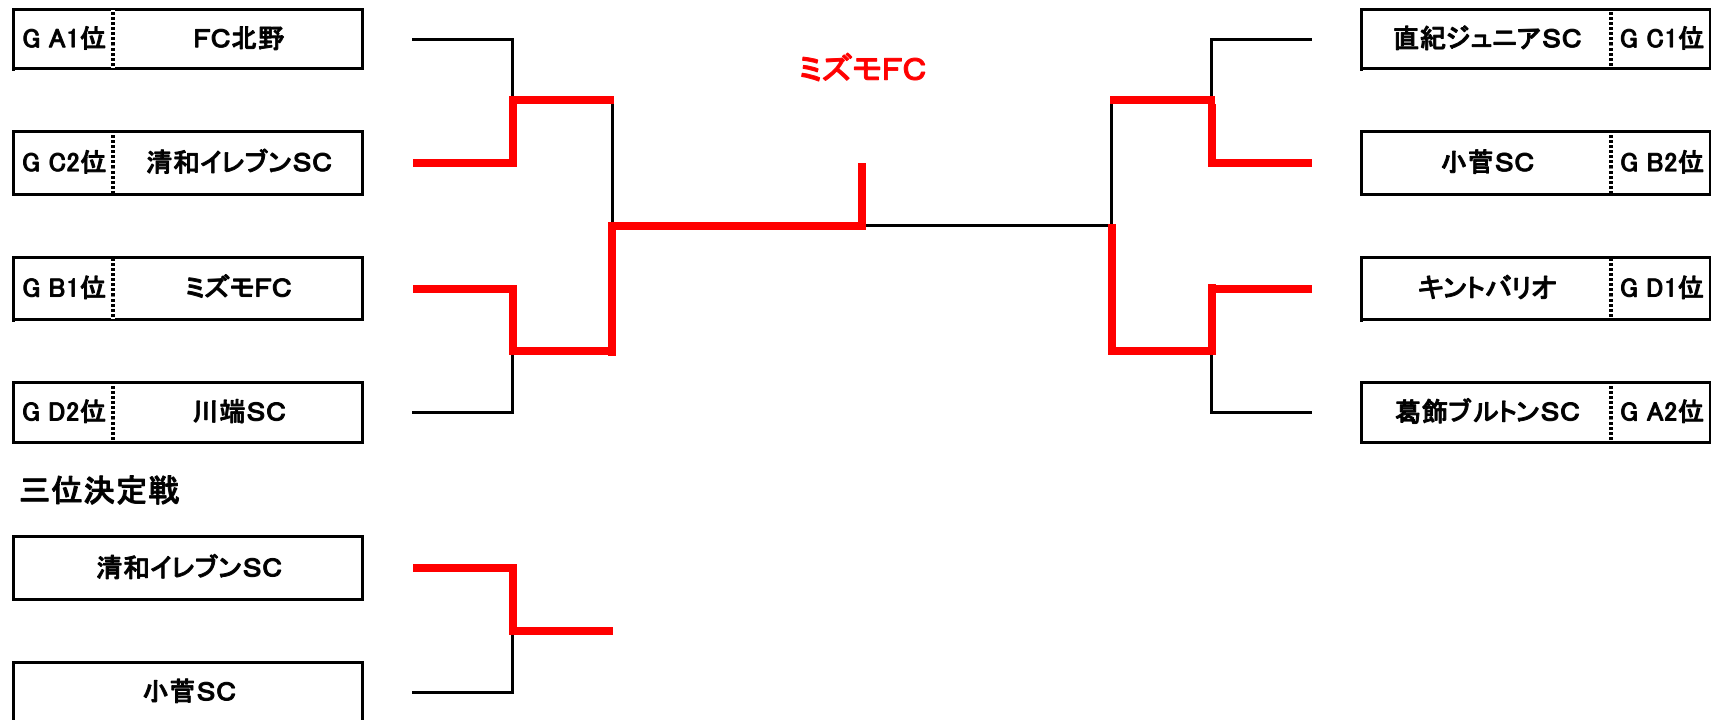 G A1位 FC北野
ミズモFC
直紀ジュニアSC G C1位
G C2位 清和イレブンSC
小菅SC G B2位
G B1位 ミズモFC
キントバリオ G D1位
G D2位 川端SC
葛飾ブルトンSC G A2位
三位決定戦
清和イレブンSC
小菅SC